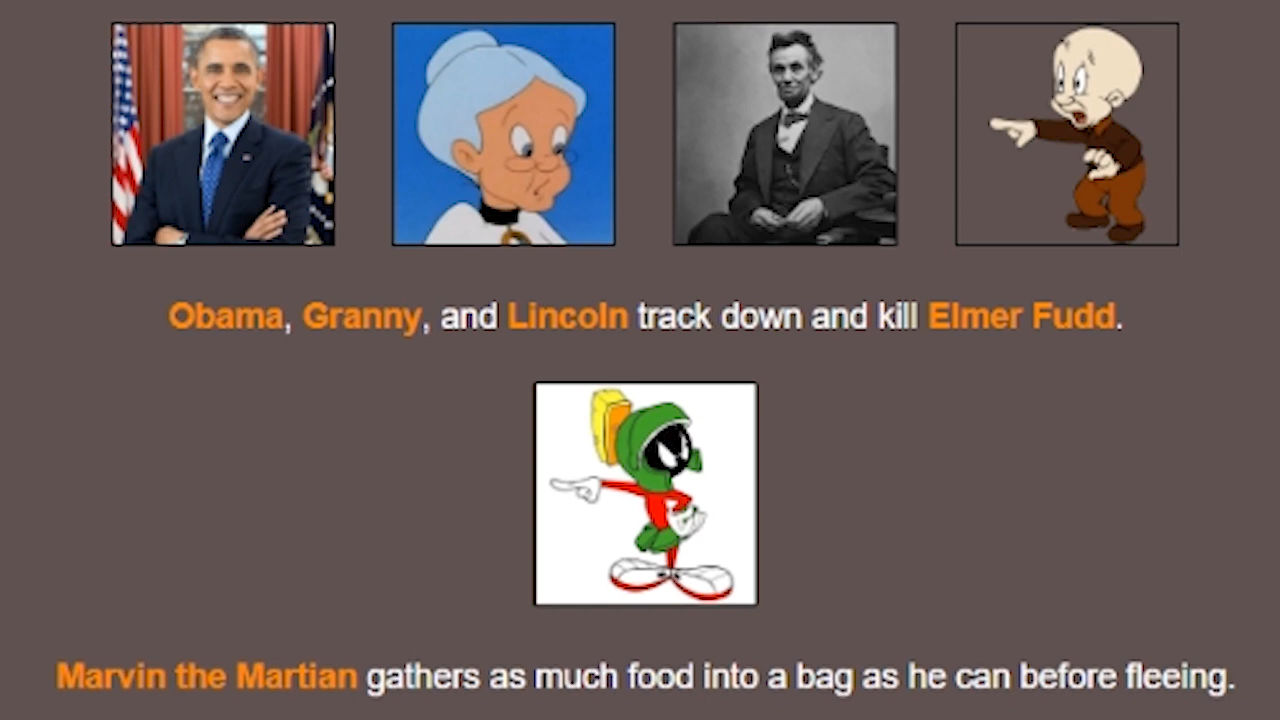 Obama, Granny, and Lincoln track down and kill Elmer Fudd.
Marvin the Martian gathers as much food into a bag as he can before fleeing.